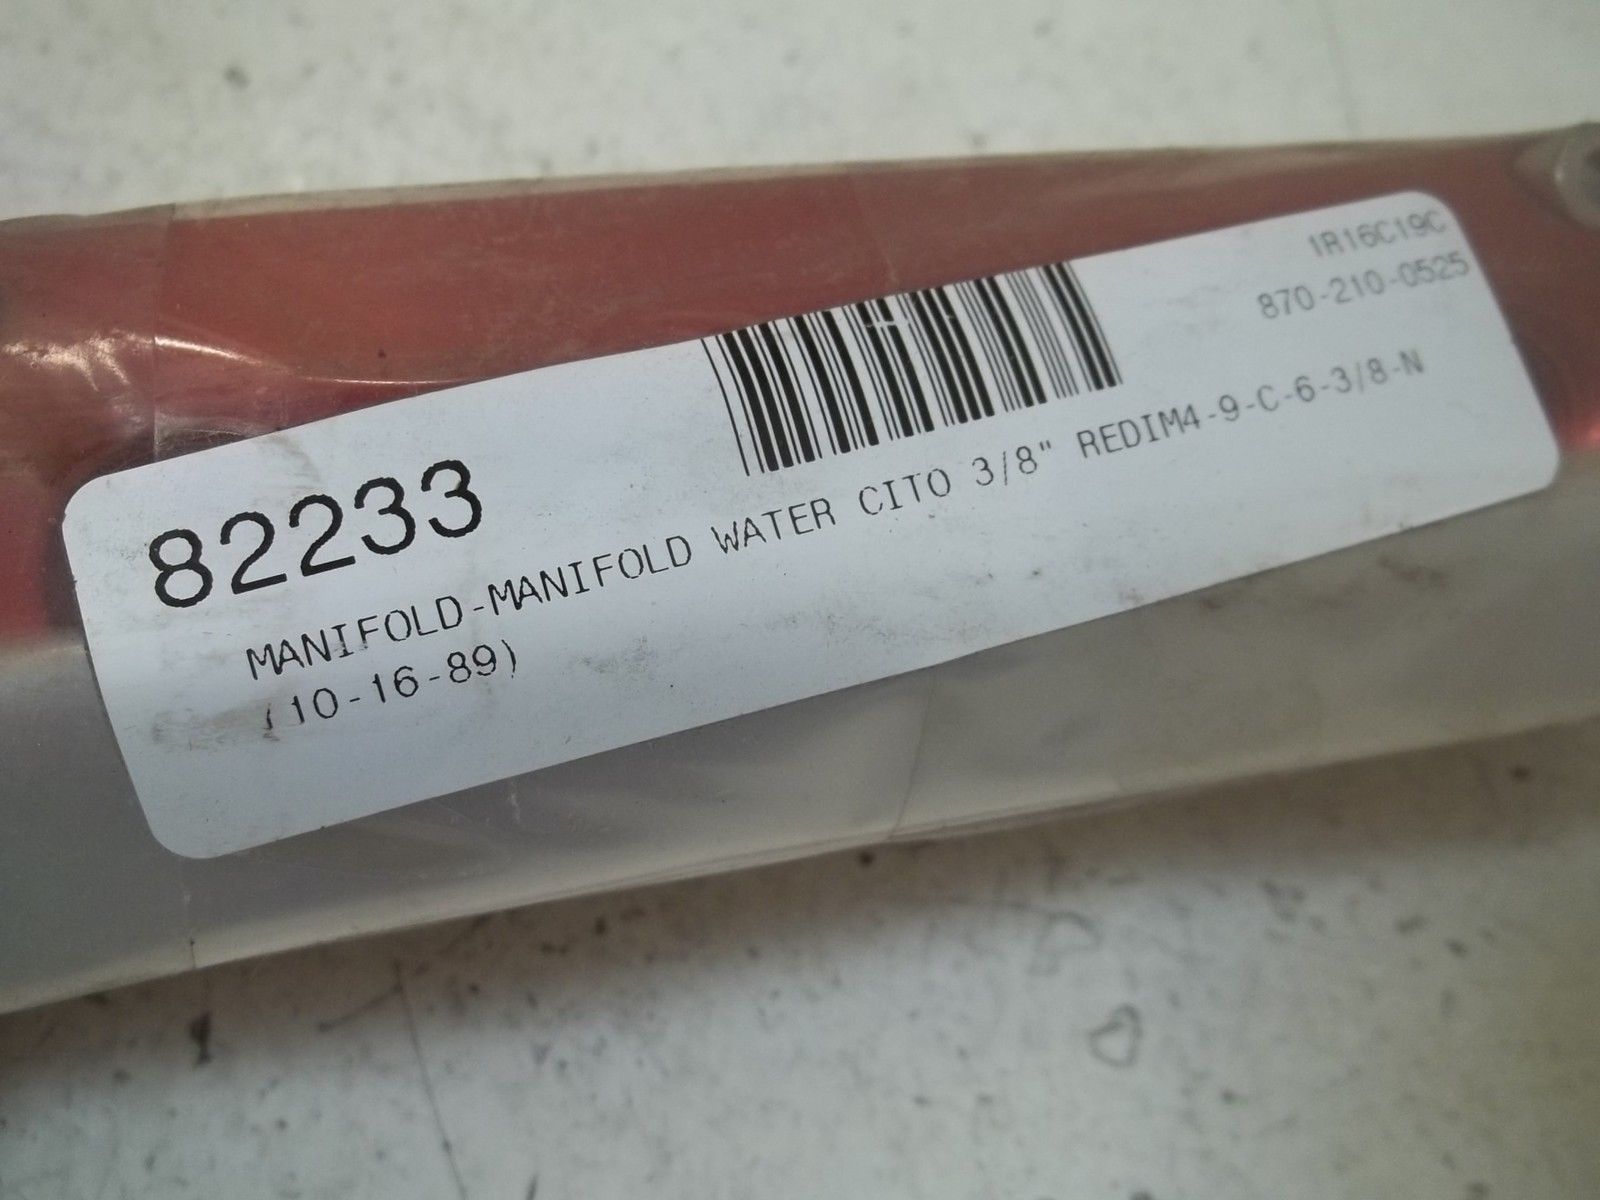 1R16C19C
870-210-0525
82233
MANIFOLD-MANIFOLD WATER CITO 3/8" REDIM4-9-C-6-3/8-N
(10-16-89)